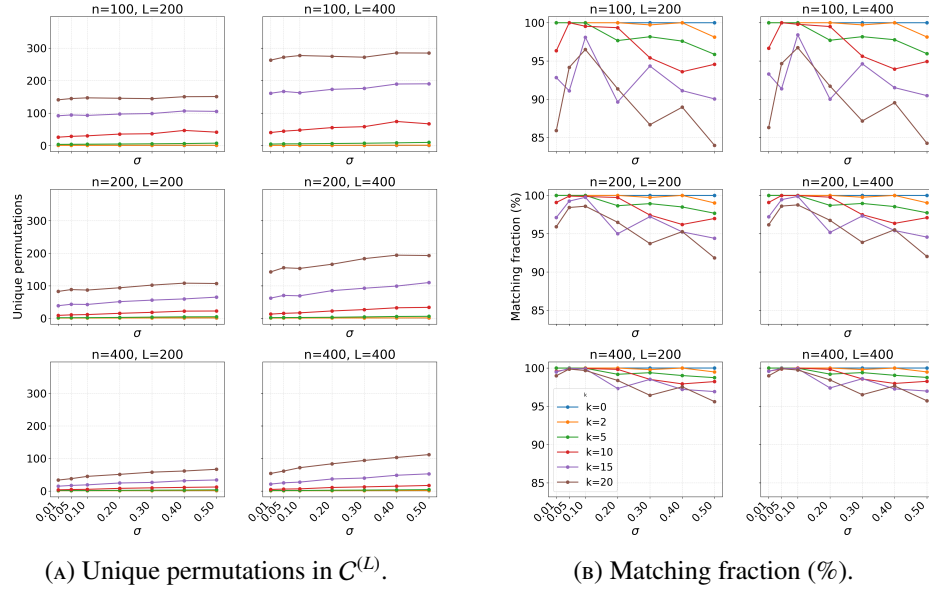 n=100, L=200
n=100, L=400
300
200
100
0
σ
σ
n=200, L=200
n=200, L=400
Unique permutations
300
200
100
0
σ
σ
n=400, L=200
n=400, L=400
300
200
100
0
0.01 0.05 0.10 0.20 0.30 0.40 0.50
0.01 0.05 0.10 0.20 0.30 0.40 0.50
σ
σ
(A) Unique permutations in C^(L).
n=100, L=200
n=100, L=400
100
95
90
85
σ
σ
n=200, L=200
n=200, L=400
Matching fraction (%)
100
95
90
85
σ
σ
n=400, L=200
n=400, L=400
100
95
90
85
k
k=0
k=2
k=5
k=10
k=15
k=20
0.01 0.05 0.10 0.20 0.30 0.40 0.50
0.01 0.05 0.10 0.20 0.30 0.40 0.50
σ
σ
(B) Matching fraction (%).